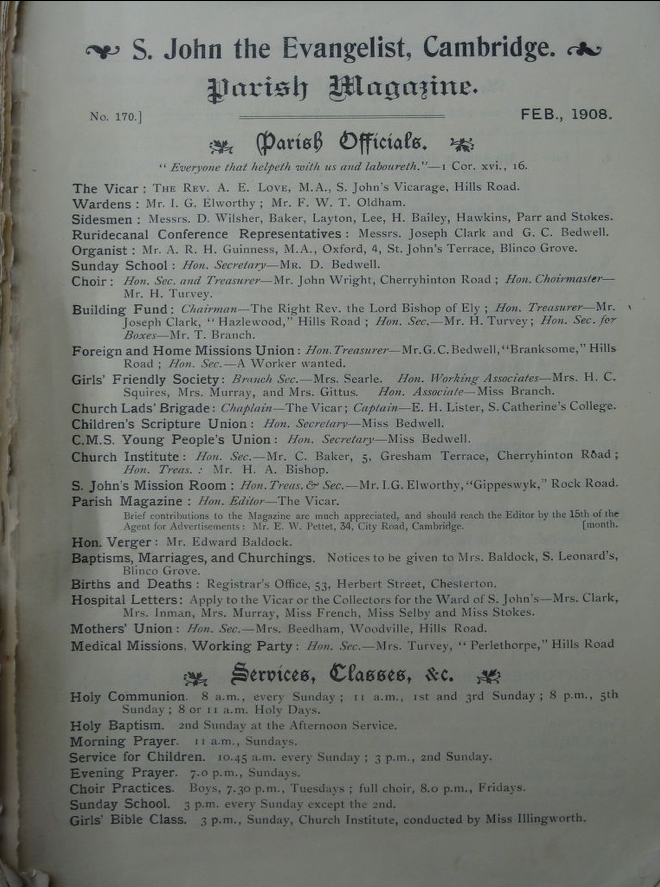 S. John the Evangelist, Cambridge.
Parish Magazine.
No. 170.]
FEB., 1908.
Parish Officials.
"Everyone that helpeth with us and laboureth."—1 Cor. xvi., 16.
The Vicar: THE REV. A. E. LOVE, M.A., S. John's Vicarage, Hills Road.
Wardens: Mr. I. G. Elworthy; Mr. F. W. T. Oldham.
Sidesmen: Messrs. D. Wilsher, Baker, Layton, Lee, H. Bailey, Hawkins, Parr and Stokes.
Ruridecanal Conference Representatives: Messrs. Joseph Clark and G. C. Bedwell.
Organist: Mr. A. R. H. Guinness, M.A., Oxford, 4, St. John's Terrace, Blinco Grove.
Sunday School: Hon. Secretary—MR. D. Bedwell.
Choir: Hon. Sec. and Treasurer—Mr. John Wright, Cherryhinton Road; Hon. Choirmaster—
Mr. H. Turvey.
Building Fund: Chairman—The Right Rev. the Lord Bishop of Ely; Hon. Treasurer—Mr.
Joseph Clark, "Hazlewood," Hills Road; Hon. Sec.—Mr. H. Turvey; Hon. Sec. for
Boxes—Mr. T. Branch.
Foreign and Home Missions Union: Hon. Treasurer—Mr. G. C. Bedwell, "Branksome," Hills
Road; Hon. Sec.—A Worker wanted.
Girls' Friendly Society: Branch Sec.—Mrs. Searle. Hon. Working Associates—Mrs. H. C.
Squires, Mrs. Murray, and Mrs. Gittus. Hon. Associate—Miss Branch.
Church Lads' Brigade: Chaplain—The Vicar; Captain—E. H. Lister, S. Catherine's College.
Children's Scripture Union: Hon. Secretary—Miss Bedwell.
C.M.S. Young People's Union: Hon. Secretary—Miss Bedwell.
Church Institute: Hon. Sec.—Mr. C. Baker, 5, Gresham Terrace, Cherryhinton Road;
Hon. Treas.: Mr. H. A. Bishop.
S. John's Mission Room: Hon. Treas. & Sec.—Mr. I.G. Elworthy, "Gippeswyk," Rock Road.
Parish Magazine: Hon. Editor—The Vicar.
Brief contributions to the Magazine are much appreciated, and should reach the Editor by the 15th of the
Agent for Advertisements: Mr. E. W. Pettet, 34, City Road, Cambridge. [month.
Hon. Verger: Mr. Edward Baldock.
Baptisms, Marriages, and Churchings. Notices to be given to Mrs. Baldock, S. Leonard's,
Blinco Grove.
Births and Deaths: Registrar's Office, 53, Herbert Street, Chesterton.
Hospital Letters: Apply to the Vicar or the Collectors for the Ward of S. John's—Mrs. Clark,
Mrs. Inman, Mrs. Murray, Miss French, Miss Selby and Miss Stokes.
Mothers' Union: Hon. Sec.—Mrs. Beedham, Woodville, Hills Road.
Medical Missions, Working Party: Hon. Sec.—Mrs. Turvey, "Perlethorpe," Hills Road
Services, Classes, &c.
Holy Communion. 8 a.m., every Sunday; 11 a.m., 1st and 3rd Sunday; 8 p.m., 5th
Sunday; 8 or 11 a.m. Holy Days.
Holy Baptism. 2nd Sunday at the Afternoon Service.
Morning Prayer. 11 a.m., Sundays.
Service for Children. 10.45 a.m. every Sunday; 3 p.m., 2nd Sunday.
Evening Prayer. 7.0 p.m., Sundays.
Choir Practices. Boys, 7.30 p.m., Tuesdays; full choir, 8.0 p.m., Fridays.
Sunday School. 3 p.m. every Sunday except the 2nd.
Girls' Bible Class. 3 p.m., Sunday, Church Institute, conducted by Miss Illingworth.